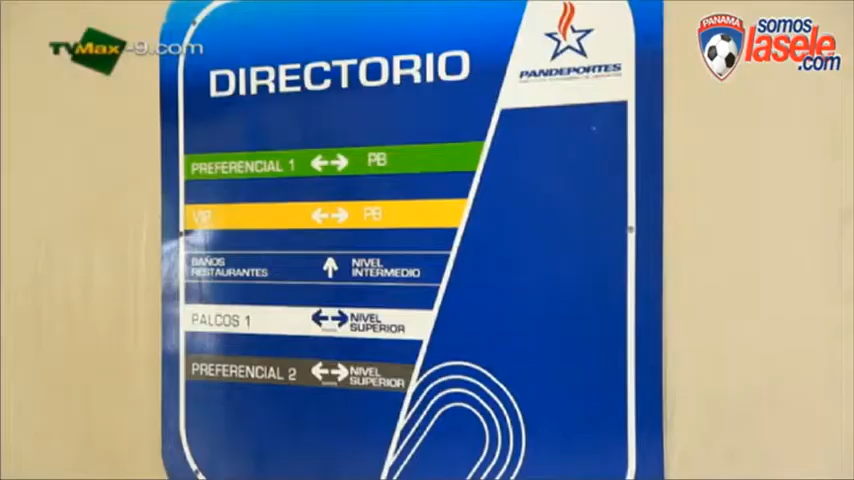 TVMax-9.com
PANAMA
somos
lasele
.com
PANDEPORTES
DIRECTORIO
PREFERENCIAL 1 ↔ PB
VIP ↔ PB
BAÑOS
RESTAURANTES ↑ NIVEL
INTERMEDIO
PALCOS 1 ↔ NIVEL
SUPERIOR
PREFERENCIAL 2 ↔ NIVEL
SUPERIOR